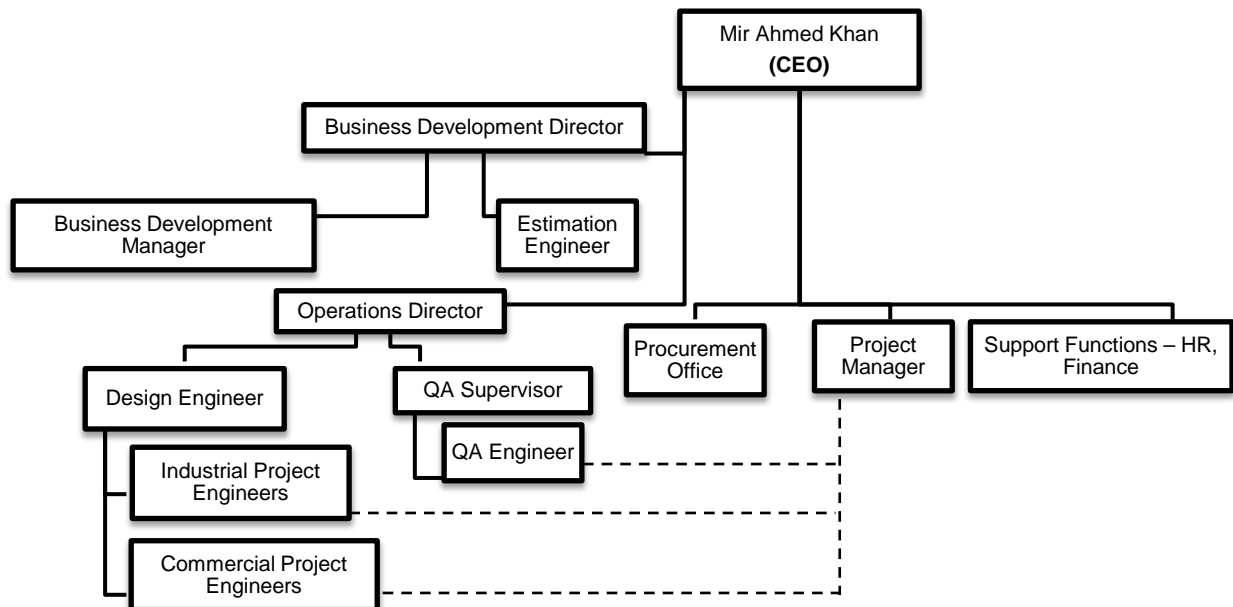 Mir Ahmed Khan
(CEO)
Business Development Director
Business Development
Manager
Estimation
Engineer
Operations Director
Procurement
Office
Project
Manager
Support Functions – HR,
Finance
Design Engineer
QA Supervisor
QA Engineer
Industrial Project
Engineers
Commercial Project
Engineers